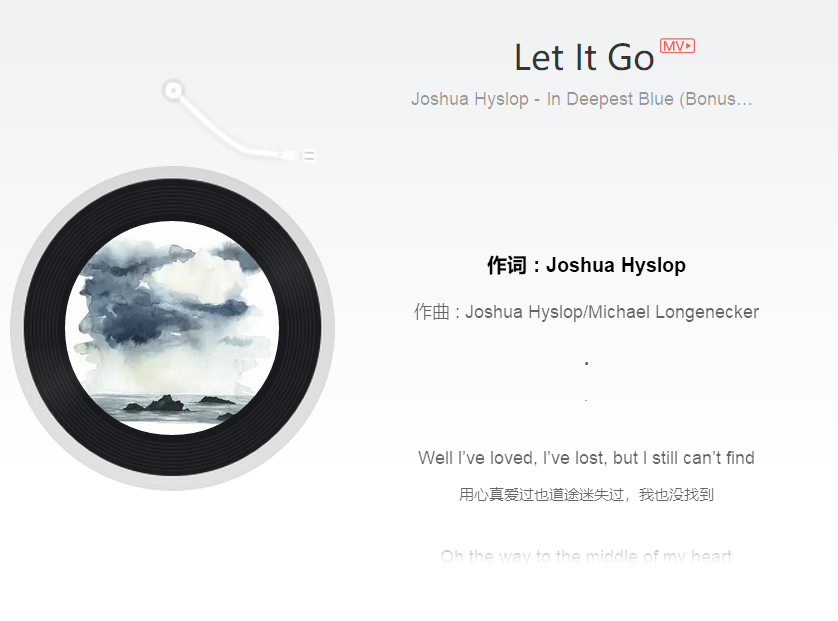 Let It Go MV
Joshua Hyslop - In Deepest Blue (Bonus...
作词 : Joshua Hyslop
作曲 : Joshua Hyslop/Michael Longenecker
.
.
Well I've loved, I've lost, but I still can't find
用心真爱过也道途迷失过，我也没找到
Oh the way to the middle of my heart